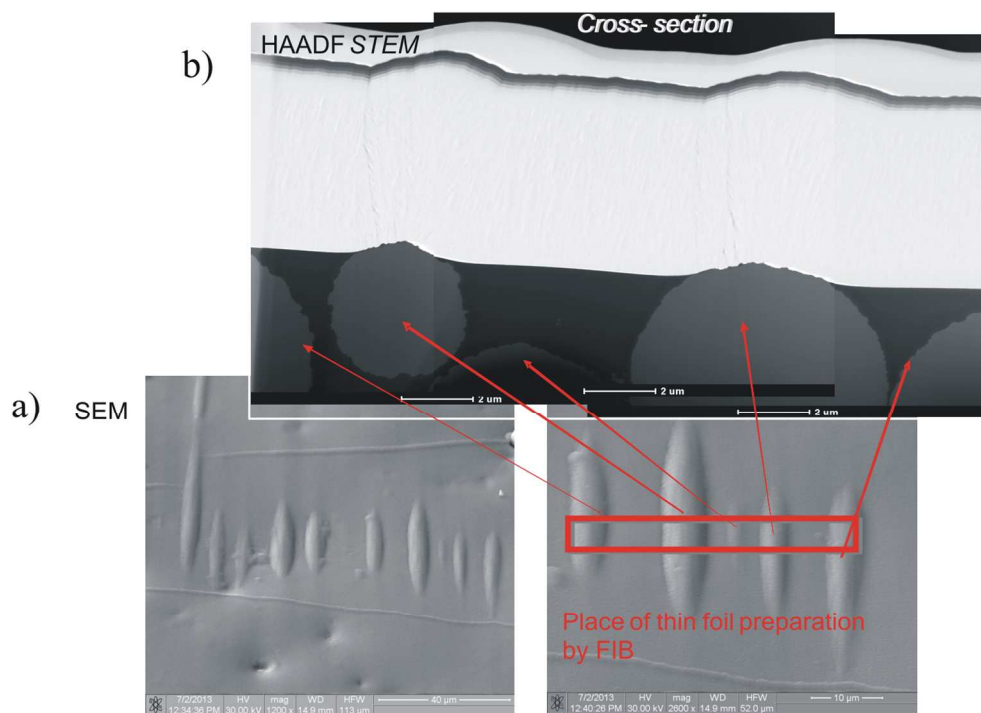 Cross- section
HAADF STEM
b)
2 um
2 um
2 um
a)
SEM
Place of thin foil preparation
by FIB
7/2/2013 HV mag WD HFW 40 µm
12:34:36 PM 30.00 kV 1200 x 14.9 mm 113 µm
7/2/2013 HV mag WD HFW 10 µm
12:40:26 PM 30.00 kV 2600 x 14.9 mm 52.0 µm